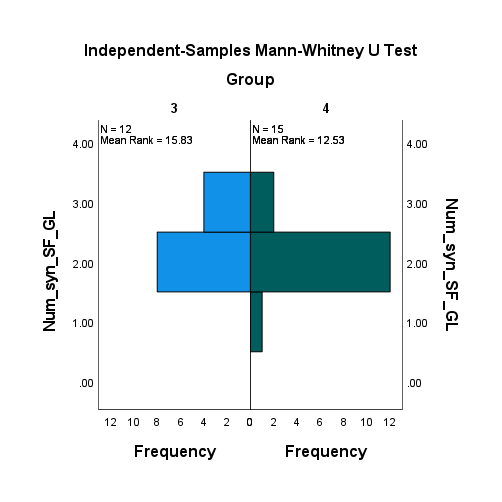 Independent-Samples Mann-Whitney U Test
Group
3 4
N = 12 N = 15
Mean Rank = 15.83 Mean Rank = 12.53
4.00 4.00
3.00 3.00
2.00 2.00
1.00 1.00
.00 .00
Num_syn_SF_GL
Num_syn_SF_GL
12 10 8 6 4 2 0 2 4 6 8 10 12
Frequency Frequency